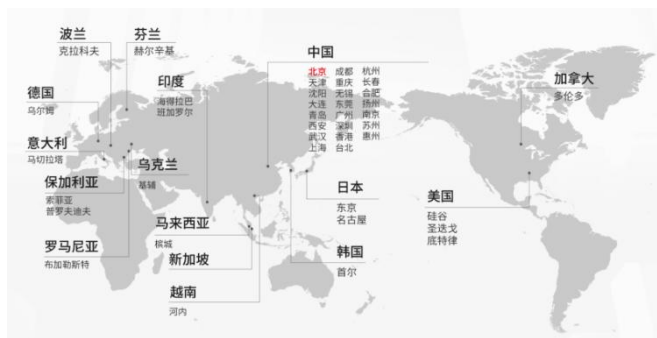 波兰
克拉科夫
芬兰
赫尔辛基
德国
乌尔姆
印度
海得拉巴
班加罗尔
中国
北京 成都 杭州
天津 重庆 长春
沈阳 无锡 合肥
大连 东莞 扬州
青岛 广州 南京
西安 深圳 苏州
武汉 香港 惠州
上海 台北
加拿大
多伦多
意大利
马切拉塔
乌克兰
基辅
保加利亚
索菲亚
普罗夫迪夫
日本
东京
名古屋
美国
硅谷
圣迭戈
底特律
马来西亚
槟城
罗马尼亚
布加勒斯特
新加坡
韩国
首尔
越南
河内